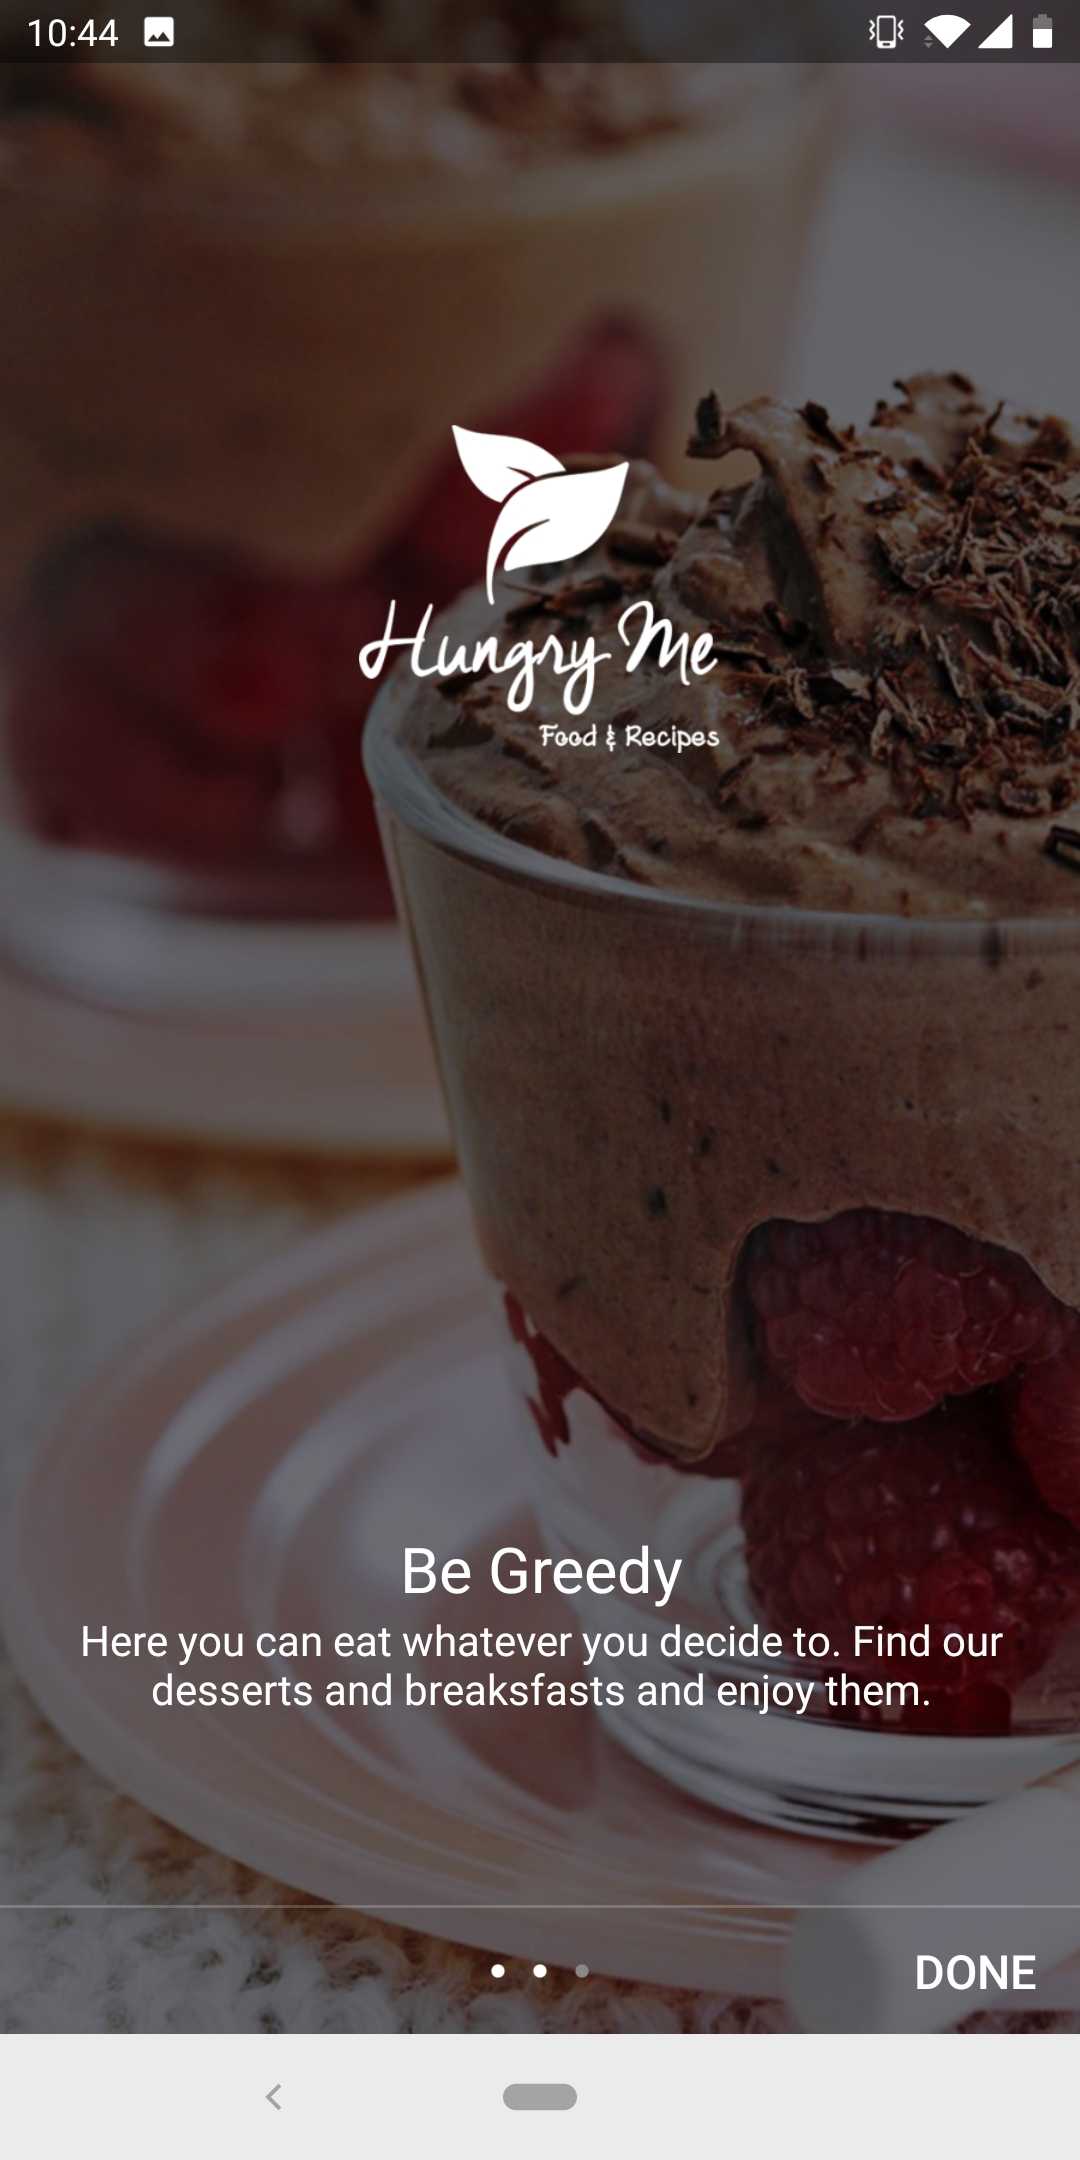 10:44
Hungry Me
Food & Recipes
Be Greedy
Here you can eat whatever you decide to. Find our
desserts and breaksfasts and enjoy them.
DONE